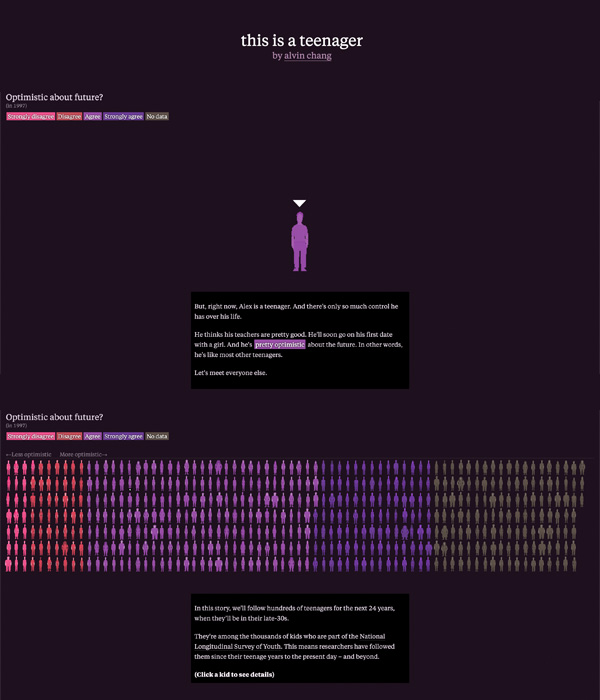 this is a teenager
by alvin chang
Optimistic about future?
(in 1997)
Strongly disagree Disagree Agree Strongly agree No data
But, right now, Alex is a teenager. And there's only so much control he
has over his life.
He thinks his teachers are pretty good. He'll soon go on his first date
with a girl. And he's pretty optimistic about the future. In other words,
he's like most other teenagers.
Let's meet everyone else.
Optimistic about future?
(in 1997)
Strongly disagree Disagree Agree Strongly agree No data
←Less optimistic More optimistic→
In this story, we'll follow hundreds of teenagers for the next 24 years,
when they'll be in their late-30s.
They're among the thousands of kids who are part of the National
Longitudinal Survey of Youth. This means researchers have followed
them since their teenage years to the present day – and beyond.
(Click a kid to see details)